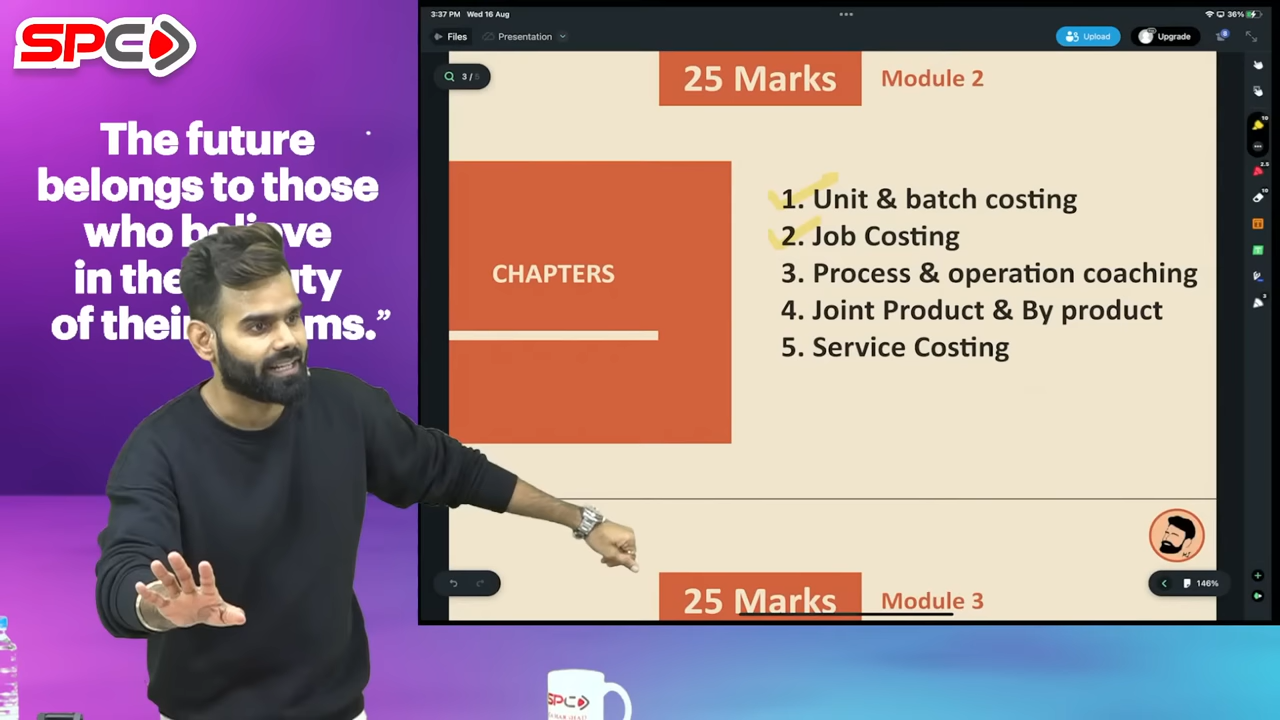 SPC
The future
belongs to those
who believe
in the
of their
ms.”
3:37 PM Wed 16 Aug
36%
Files
Presentation
Upload
Upgrade
3 /
25 Marks
Module 2
CHAPTERS
1. Unit & batch costing
2. Job Costing
3. Process & operation coaching
4. Joint Product & By product
5. Service Costing
146%
25 Marks
Module 3
SPC